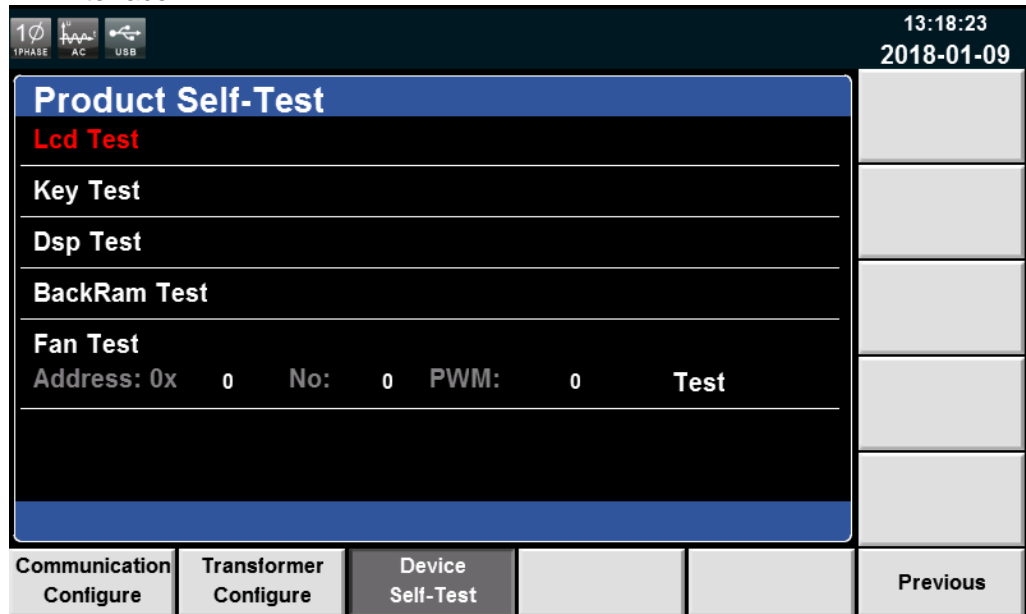 1Ø
1PHASE
U
t
AC
USB
13:18:23
2018-01-09
Product Self-Test
Lcd Test
Key Test
Dsp Test
BackRam Test
Fan Test
Address: 0x 0 No: 0 PWM: 0 Test
Communication
Configure
Transformer
Configure
Device
Self-Test
Previous